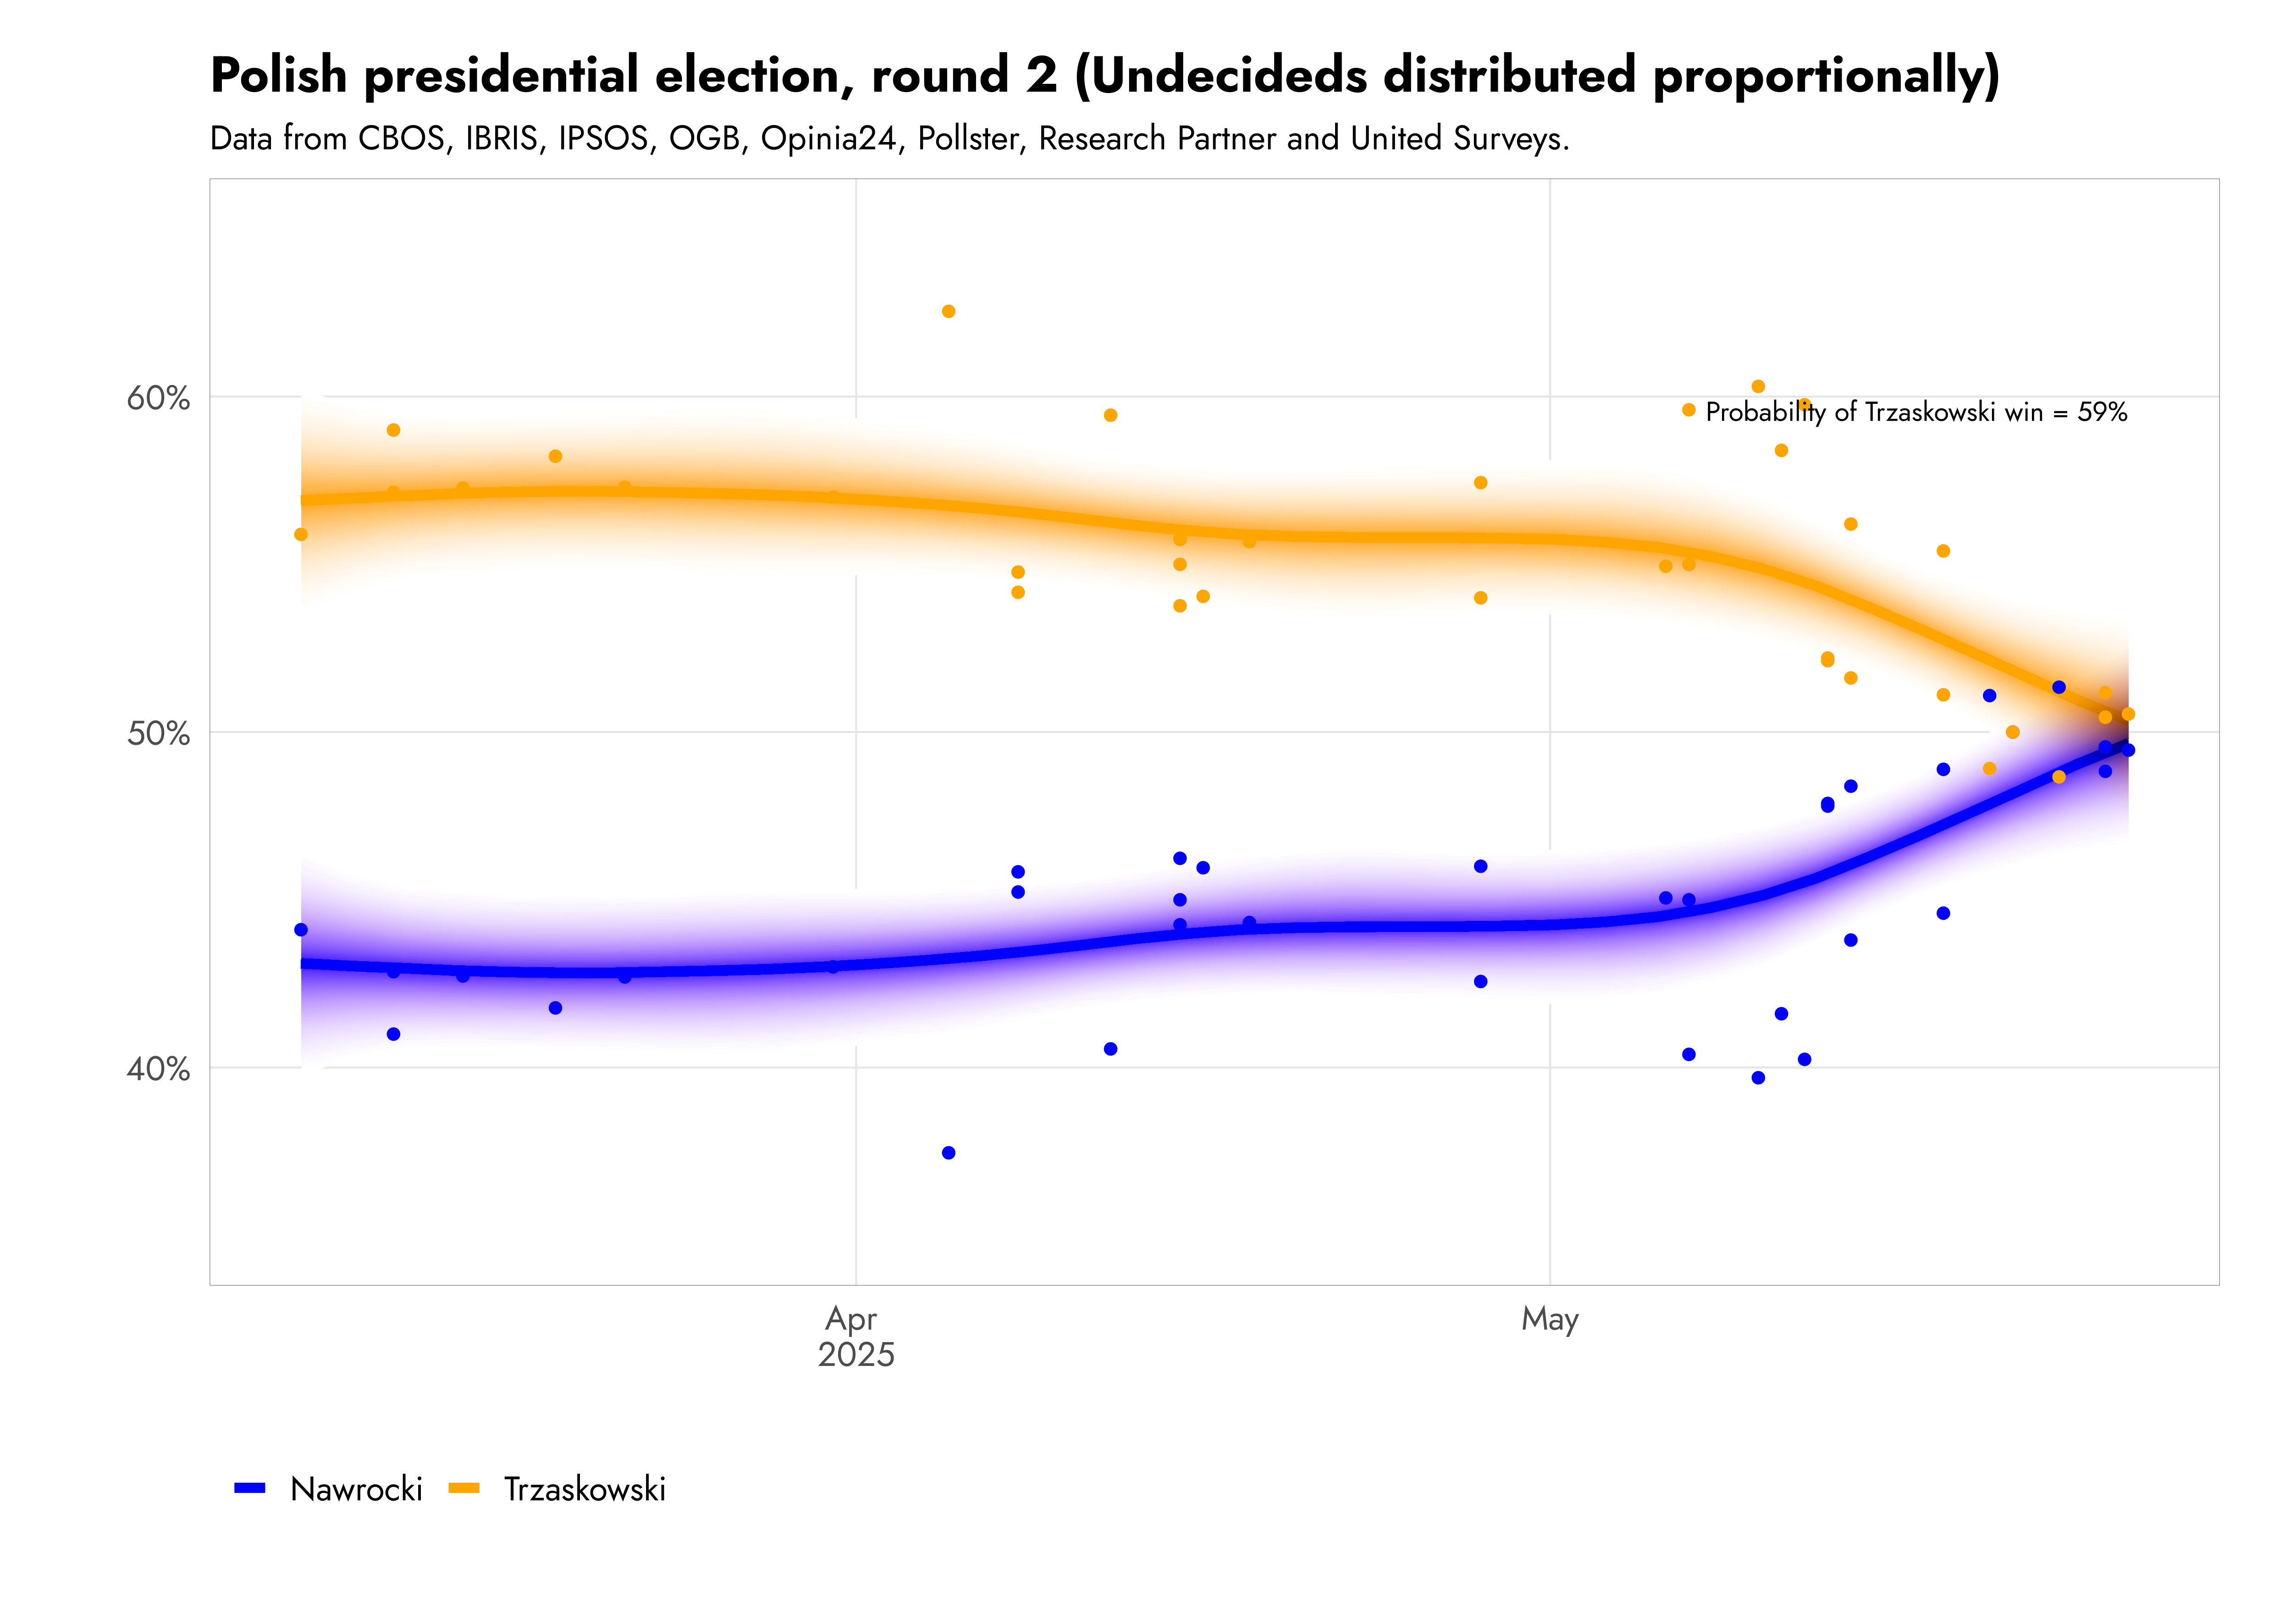 Polish presidential election, round 2 (Undecideds distributed proportionally)
Data from CBOS, IBRIS, IPSOS, OGB, Opinia24, Pollster, Research Partner and United Surveys.
60%
Probability of Trzaskowski win = 59%
50%
40%
Apr
2025
May
Nawrocki
Trzaskowski